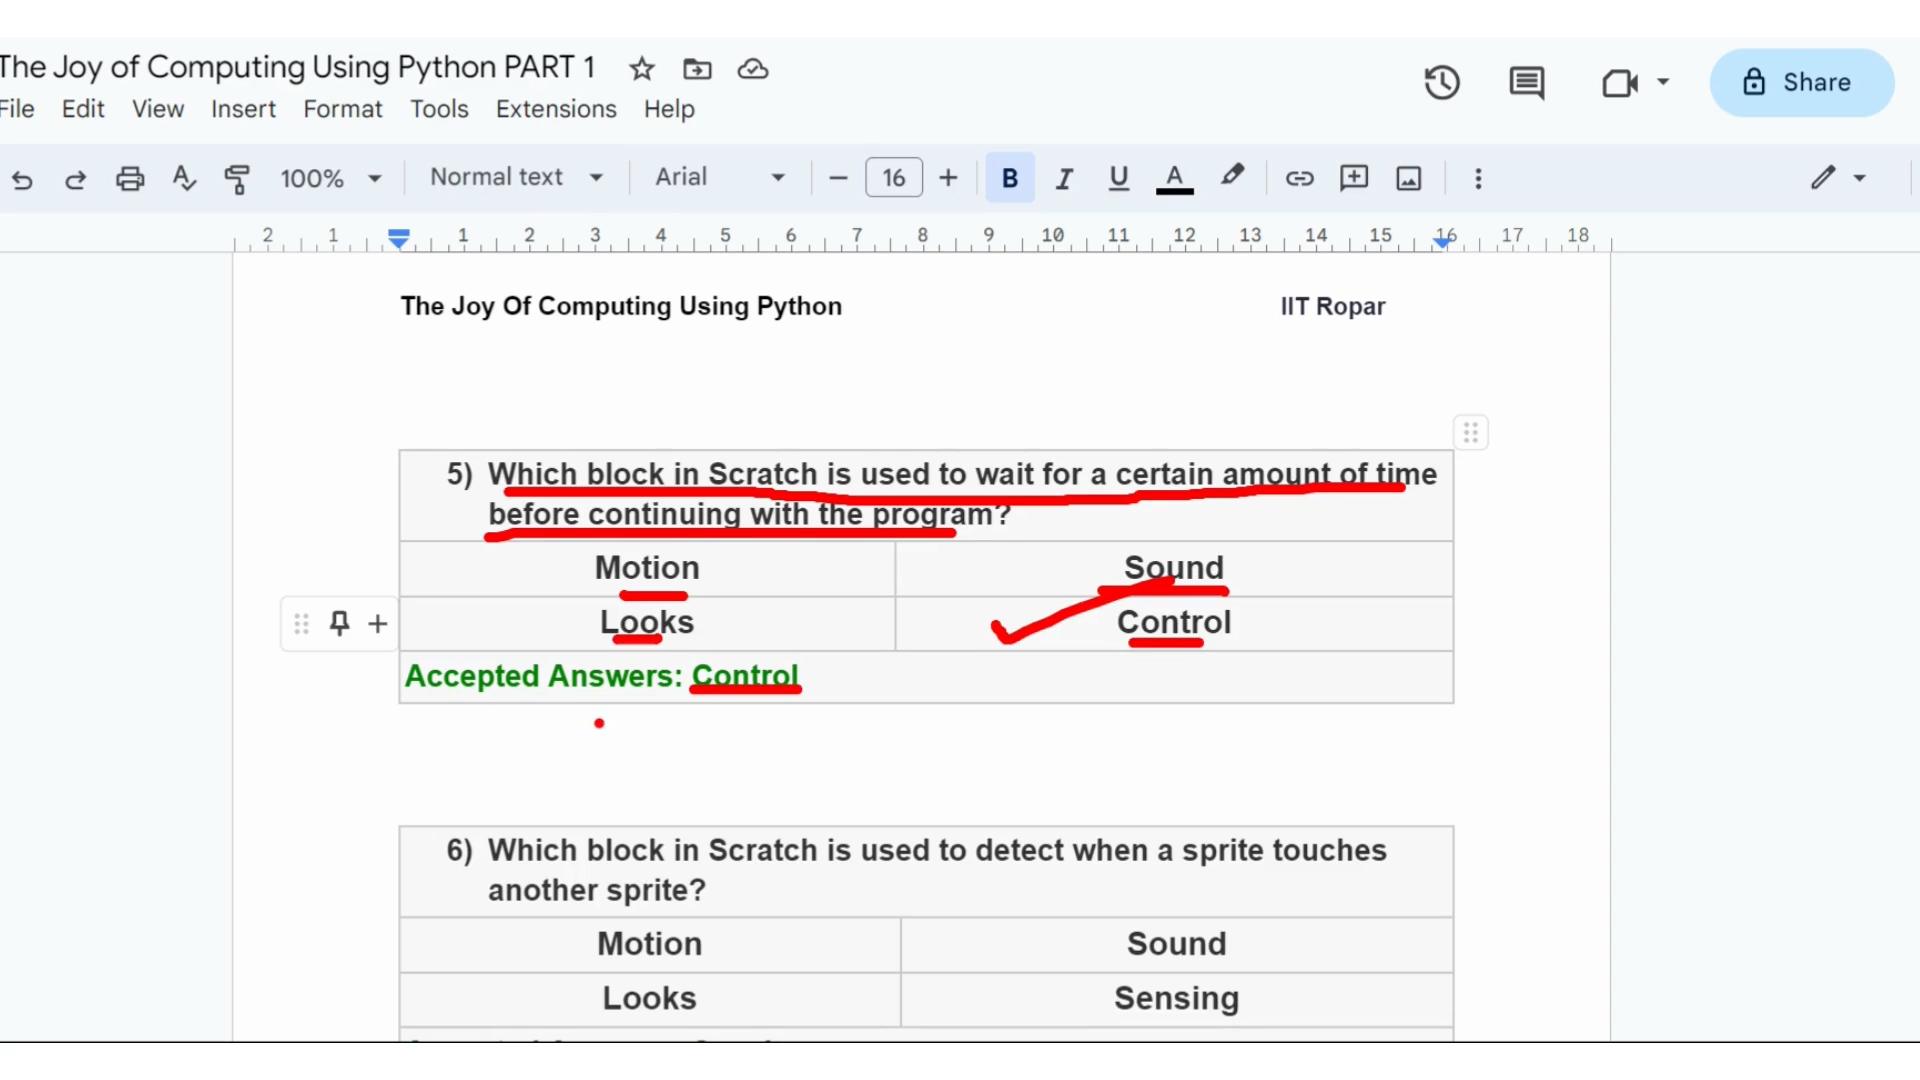 The Joy of Computing Using Python PART 1
File Edit View Insert Format Tools Extensions Help
Share
100% Normal text Arial 16 B I U A
2 1 1 2 3 4 5 6 7 8 9 10 11 12 13 14 15 16 17 18
The Joy Of Computing Using Python IIT Ropar
5) Which block in Scratch is used to wait for a certain amount of time
before continuing with the program?
Motion Sound
Looks Control
Accepted Answers: Control
6) Which block in Scratch is used to detect when a sprite touches
another sprite?
Motion Sound
Looks Sensing